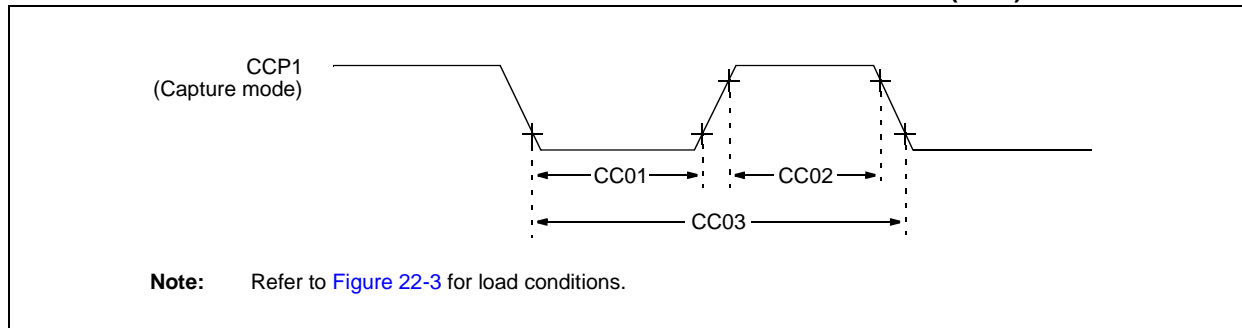 CCP1
(Capture mode)
CC01
CC02
CC03
Note: Refer to Figure 22-3 for load conditions.